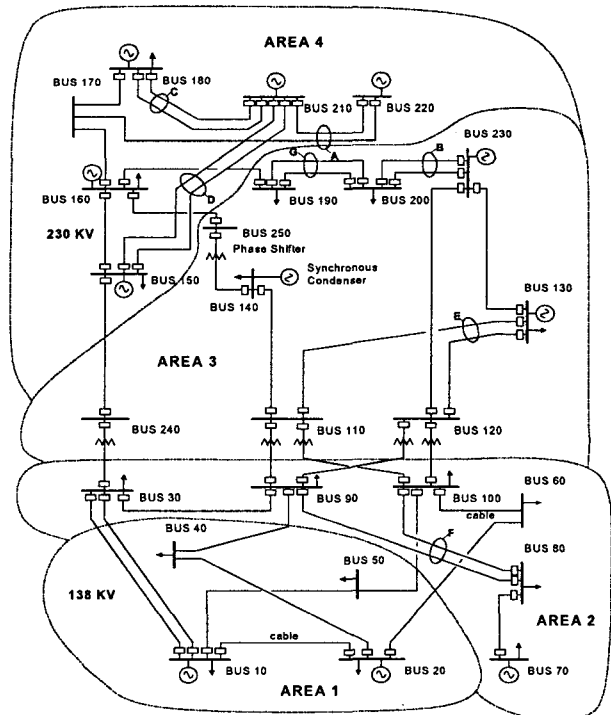 AREA 4
BUS 170
BUS 180
C
BUS 210
BUS 220
BUS 230
A
G
B
BUS 160
D
BUS 190
BUS 200
BUS 250
230 KV
Phase Shifter
BUS 150
Synchronous
Condenser
BUS 140
BUS 130
E
AREA 3
BUS 240
BUS 110
BUS 120
BUS 30
BUS 90
BUS 100
BUS 60
cable
BUS 40
F
BUS 50
BUS 80
138 KV
AREA 2
cable
BUS 10
BUS 20
BUS 70
AREA 1